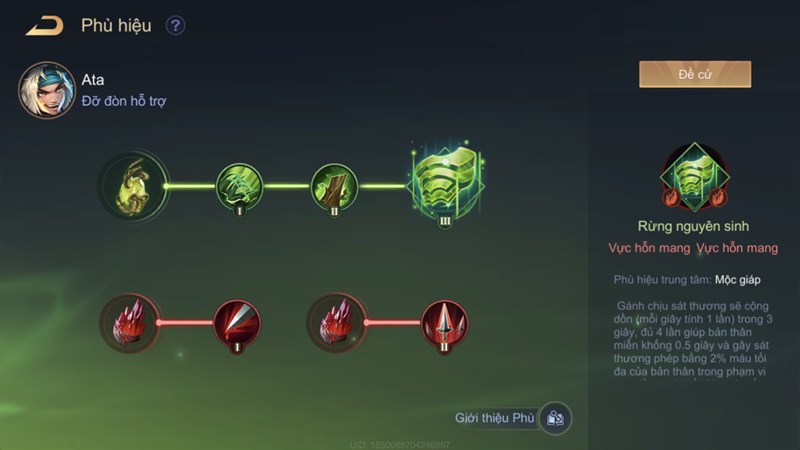 Phù hiệu ?
Ata
Đỡ đòn hỗ trợ
Đề cử
I
II
III
Rừng nguyên sinh
Vực hỗn mang Vực hỗn mang
Phù hiệu trung tâm: Mộc giáp
Gánh chịu sát thương sẽ cộng
dồn (mỗi giây tính 1 lần) trong 3
giây, đủ 4 lần giúp bản thân
miễn khống 0.5 giây và gây sát
thương phép bằng 2% máu tối
đa của bản thân trong phạm vi
I
II
Giới thiệu Phù